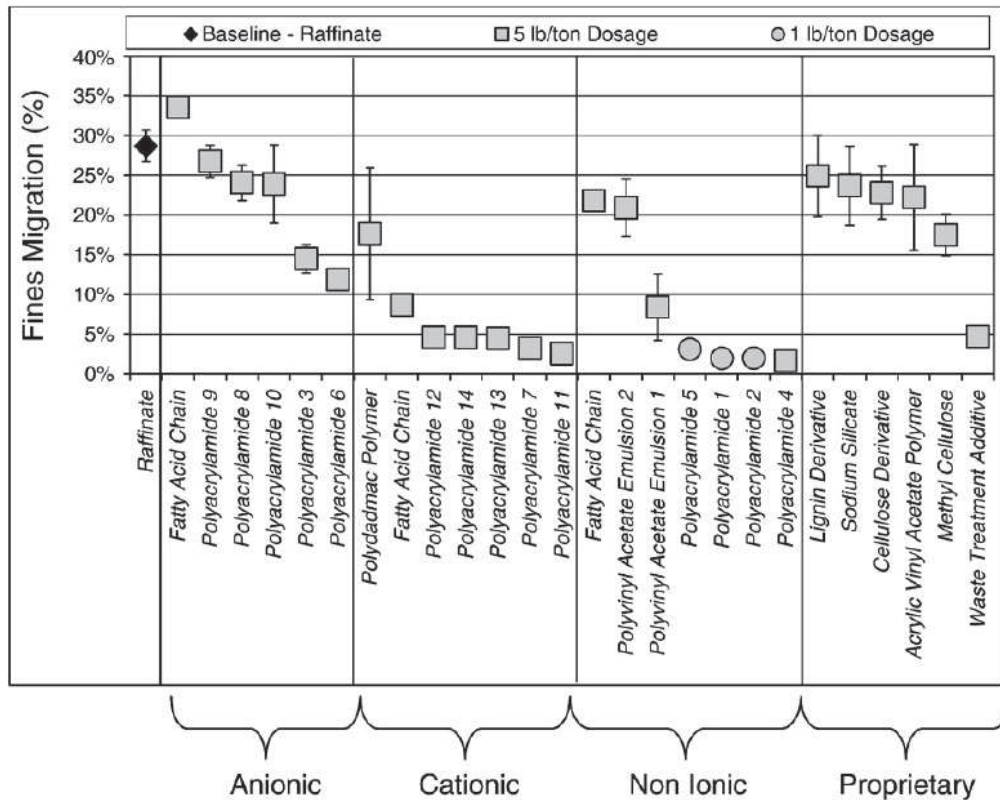 Baseline - Raffinate
5 lb/ton Dosage
1 lb/ton Dosage
Fines Migration (%)
40%
35%
30%
25%
20%
15%
10%
5%
0%
Raffinate
Fatty Acid Chain
Polyacrylamide 9
Polyacrylamide 8
Polyacrylamide 10
Polyacrylamide 3
Polyacrylamide 6
Polydadmac Polymer
Fatty Acid Chain
Polyacrylamide 12
Polyacrylamide 14
Polyacrylamide 13
Polyacrylamide 7
Polyacrylamide 11
Fatty Acid Chain
Polyvinyl Acetate Emulsion 2
Polyvinyl Acetate Emulsion 1
Polyacrylamide 5
Polyacrylamide 1
Polyacrylamide 2
Polyacrylamide 4
Lignin Derivative
Sodium Silicate
Cellulose Derivative
Acrylic Vinyl Acetate Polymer
Methyl Cellulose
Waste Treatment Additive
Anionic
Cationic
Non Ionic
Proprietary